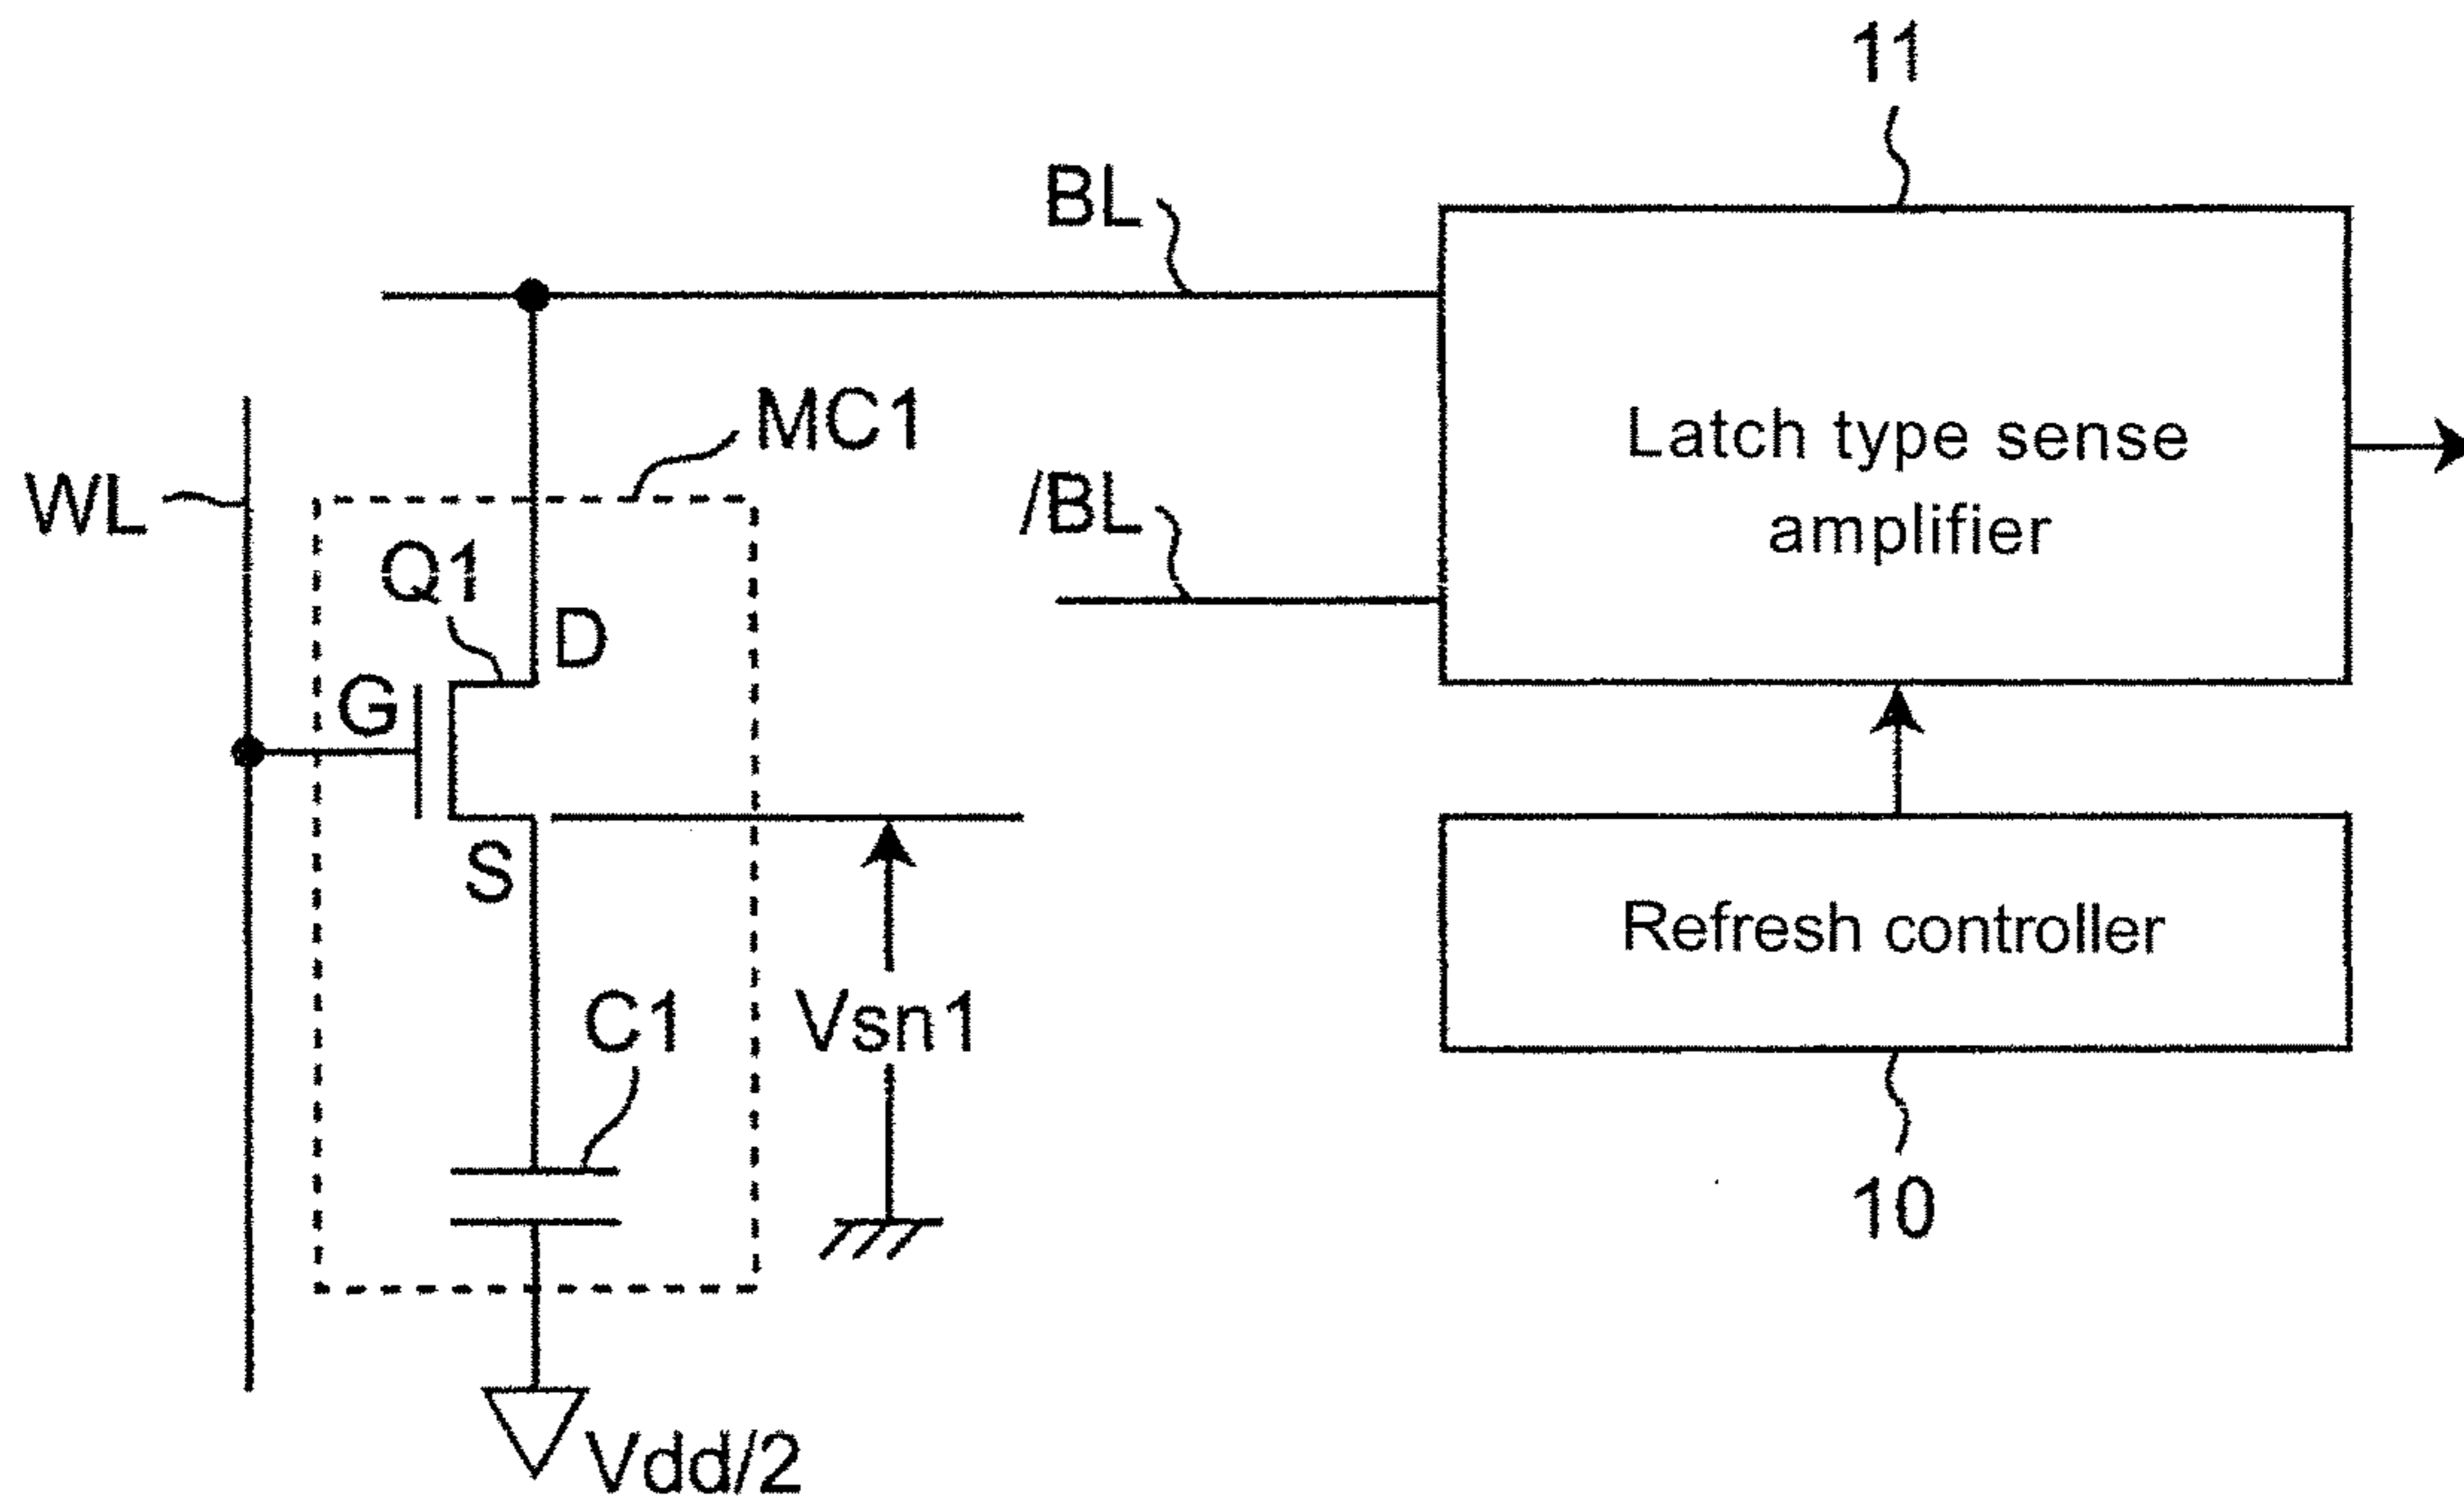 11
BL
MC1
WL
/BL
Latch type sense
amplifier
Q1
D
G
S
Refresh controller
C1
Vsn1
10
Vdd/2